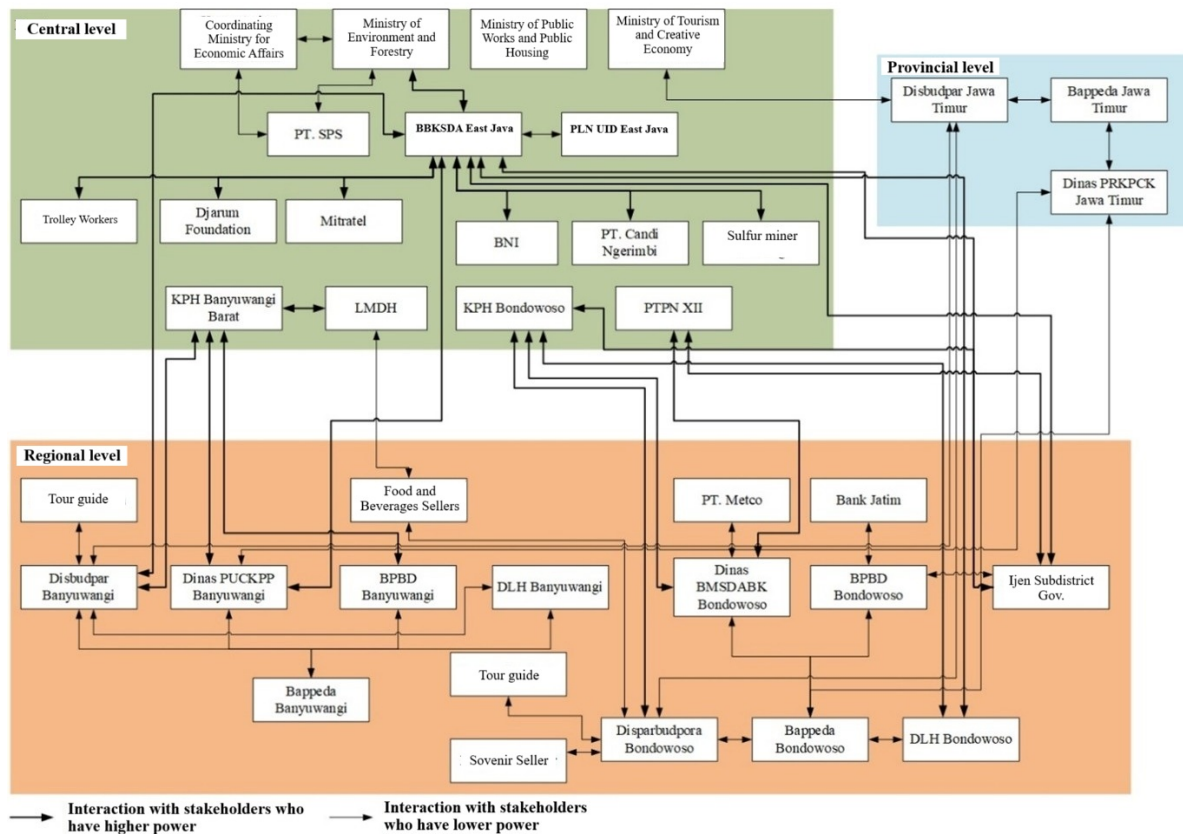 Central level
Coordinating
Ministry for
Economic Affairs
Ministry of
Environment and
Forestry
Ministry of Public
Works and Public
Housing
Ministry of Tourism
and Creative
Economy
Provincial level
Disbudpar Jawa
Timur
Bappeda Jawa
Timur
PT. SPS
BBKSDA East Java
PLN UID East Java
Dinas PRKPCK
Jawa Timur
Trolley Workers
Djarum
Foundation
Mitratel
BNI
PT. Candi
Ngerimbi
Sulfur miner
KPH Banyuwangi
Barat
LMDH
KPH Bondowoso
PTPN XII
Regional level
Tour guide
Food and
Beverages Sellers
PT. Metco
Bank Jatim
Disbudpar
Banyuwangi
Dinas PUCKPP
Banyuwangi
BPBD
Banyuwangi
DLH Banyuwangi
Dinas
BMSDABK
Bondowoso
BPBD
Bondowoso
Ijen Subdistrict
Gov.
Bappeda
Banyuwangi
Tour guide
Sovenir Seller
Disparbudpora
Bondowoso
Bappeda
Bondowoso
DLH Bondowoso
Interaction with stakeholders who
have higher power
Interaction with stakeholders
who have lower power